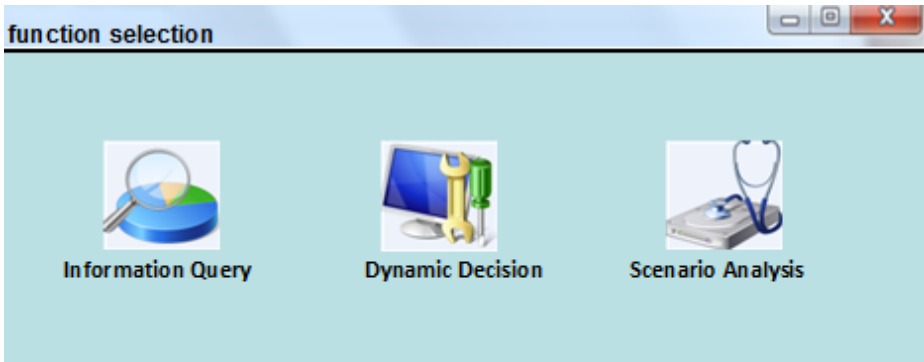 function selection
Information Query
Dynamic Decision
Scenario Analysis